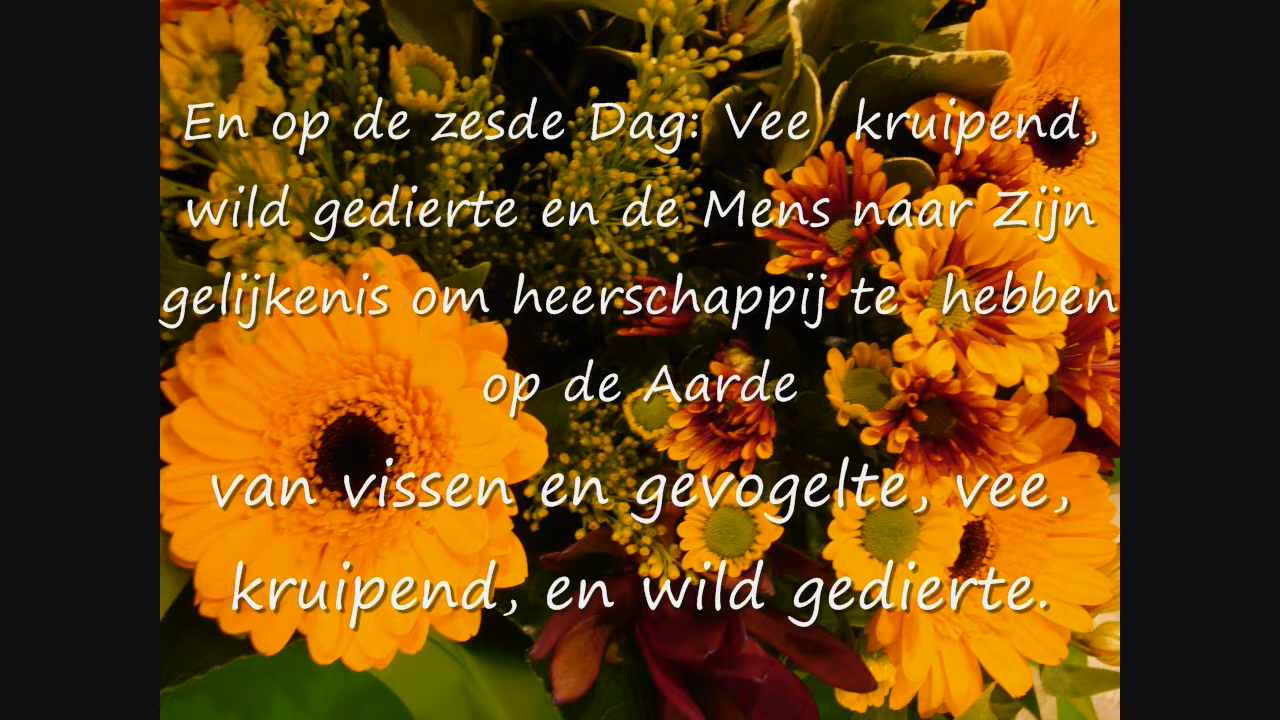 En op de zesde Dag: Vee kruipend,
wild gedierte en de Mens naar Zijn
gelijkenis om heerschappij te hebben
op de Aarde
van vissen en gevogelte, vee,
kruipend, en wild gedierte.